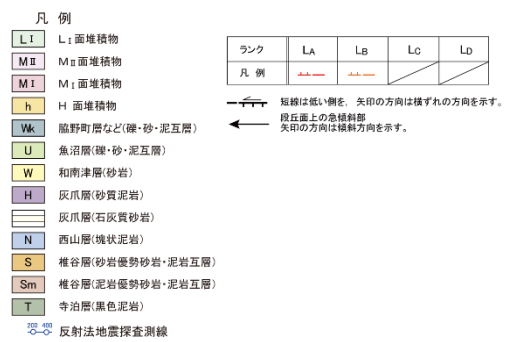 凡 例
LI LI面堆積物
MⅡ MⅡ面堆積物
MI MI面堆積物
h H 面堆積物
Wk 脇野町層など(礫・砂・泥互層)
U 魚沼層(礫・砂・泥互層)
W 和南津層(砂岩)
H 灰爪層(砂質泥岩)
灰爪層(石灰質砂岩)
N 西山層(塊状泥岩)
S 椎谷層(砂岩優勢砂岩・泥岩互層)
Sm 椎谷層(泥岩優勢砂岩・泥岩互層)
T 寺泊層(黒色泥岩)
200 400 反射法地震探査測線
ランク LA LB LC LD
凡 例
短線は低い側を、矢印の方向は横ずれの方向を示す。
段丘面上の急傾斜部
矢印の方向は傾斜方向を示す。